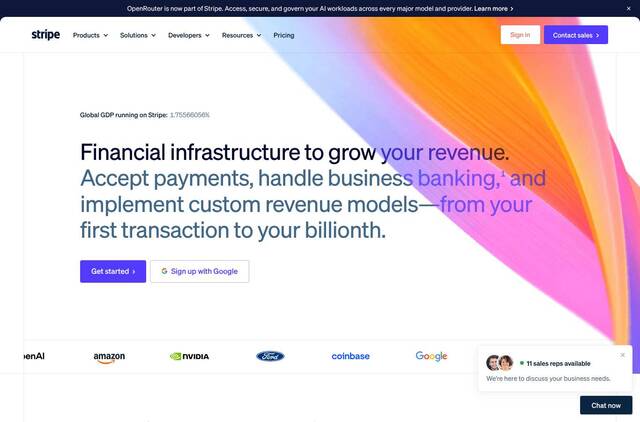 OpenRouter is now part of Stripe. Access, secure, and govern your AI workloads across every major model and provider. Learn more ›
stripe Products Solutions Developers Resources Pricing Sign in Contact sales ›
Global GDP running on Stripe: 1.75566056%
Financial infrastructure to grow your revenue.
Accept payments, handle business banking,¹ and
implement custom revenue models—from your
first transaction to your billionth.
Get started › Sign up with Google
enAI amazon NVIDIA Ford coinbase Google
11 sales reps available
We're here to discuss your business needs.
Chat now